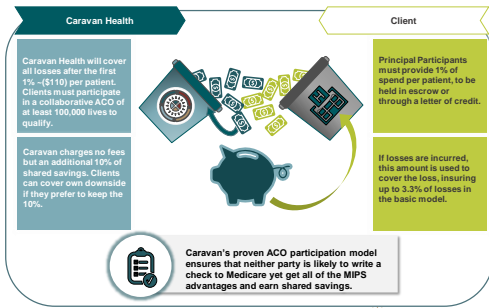 Caravan Health
Client
Caravan Health will cover
all losses after the first
1% ~($110) per patient.
Clients must participate
in a collaborative ACO of
at least 100,000 lives to
qualify.
Caravan charges no fees
but an additional 10% of
shared savings. Clients
can cover own downside
if they prefer to keep the
10%.
Principal Participants
must provide 1% of
spend per patient, to be
held in escrow or
through a letter of credit.
If losses are incurred,
this amount is used to
cover the loss, insuring
up to 3.3% of losses in
the basic model.
Caravan's proven ACO participation model
ensures that neither party is likely to write a
check to Medicare yet get all of the MIPS
advantages and earn shared savings.